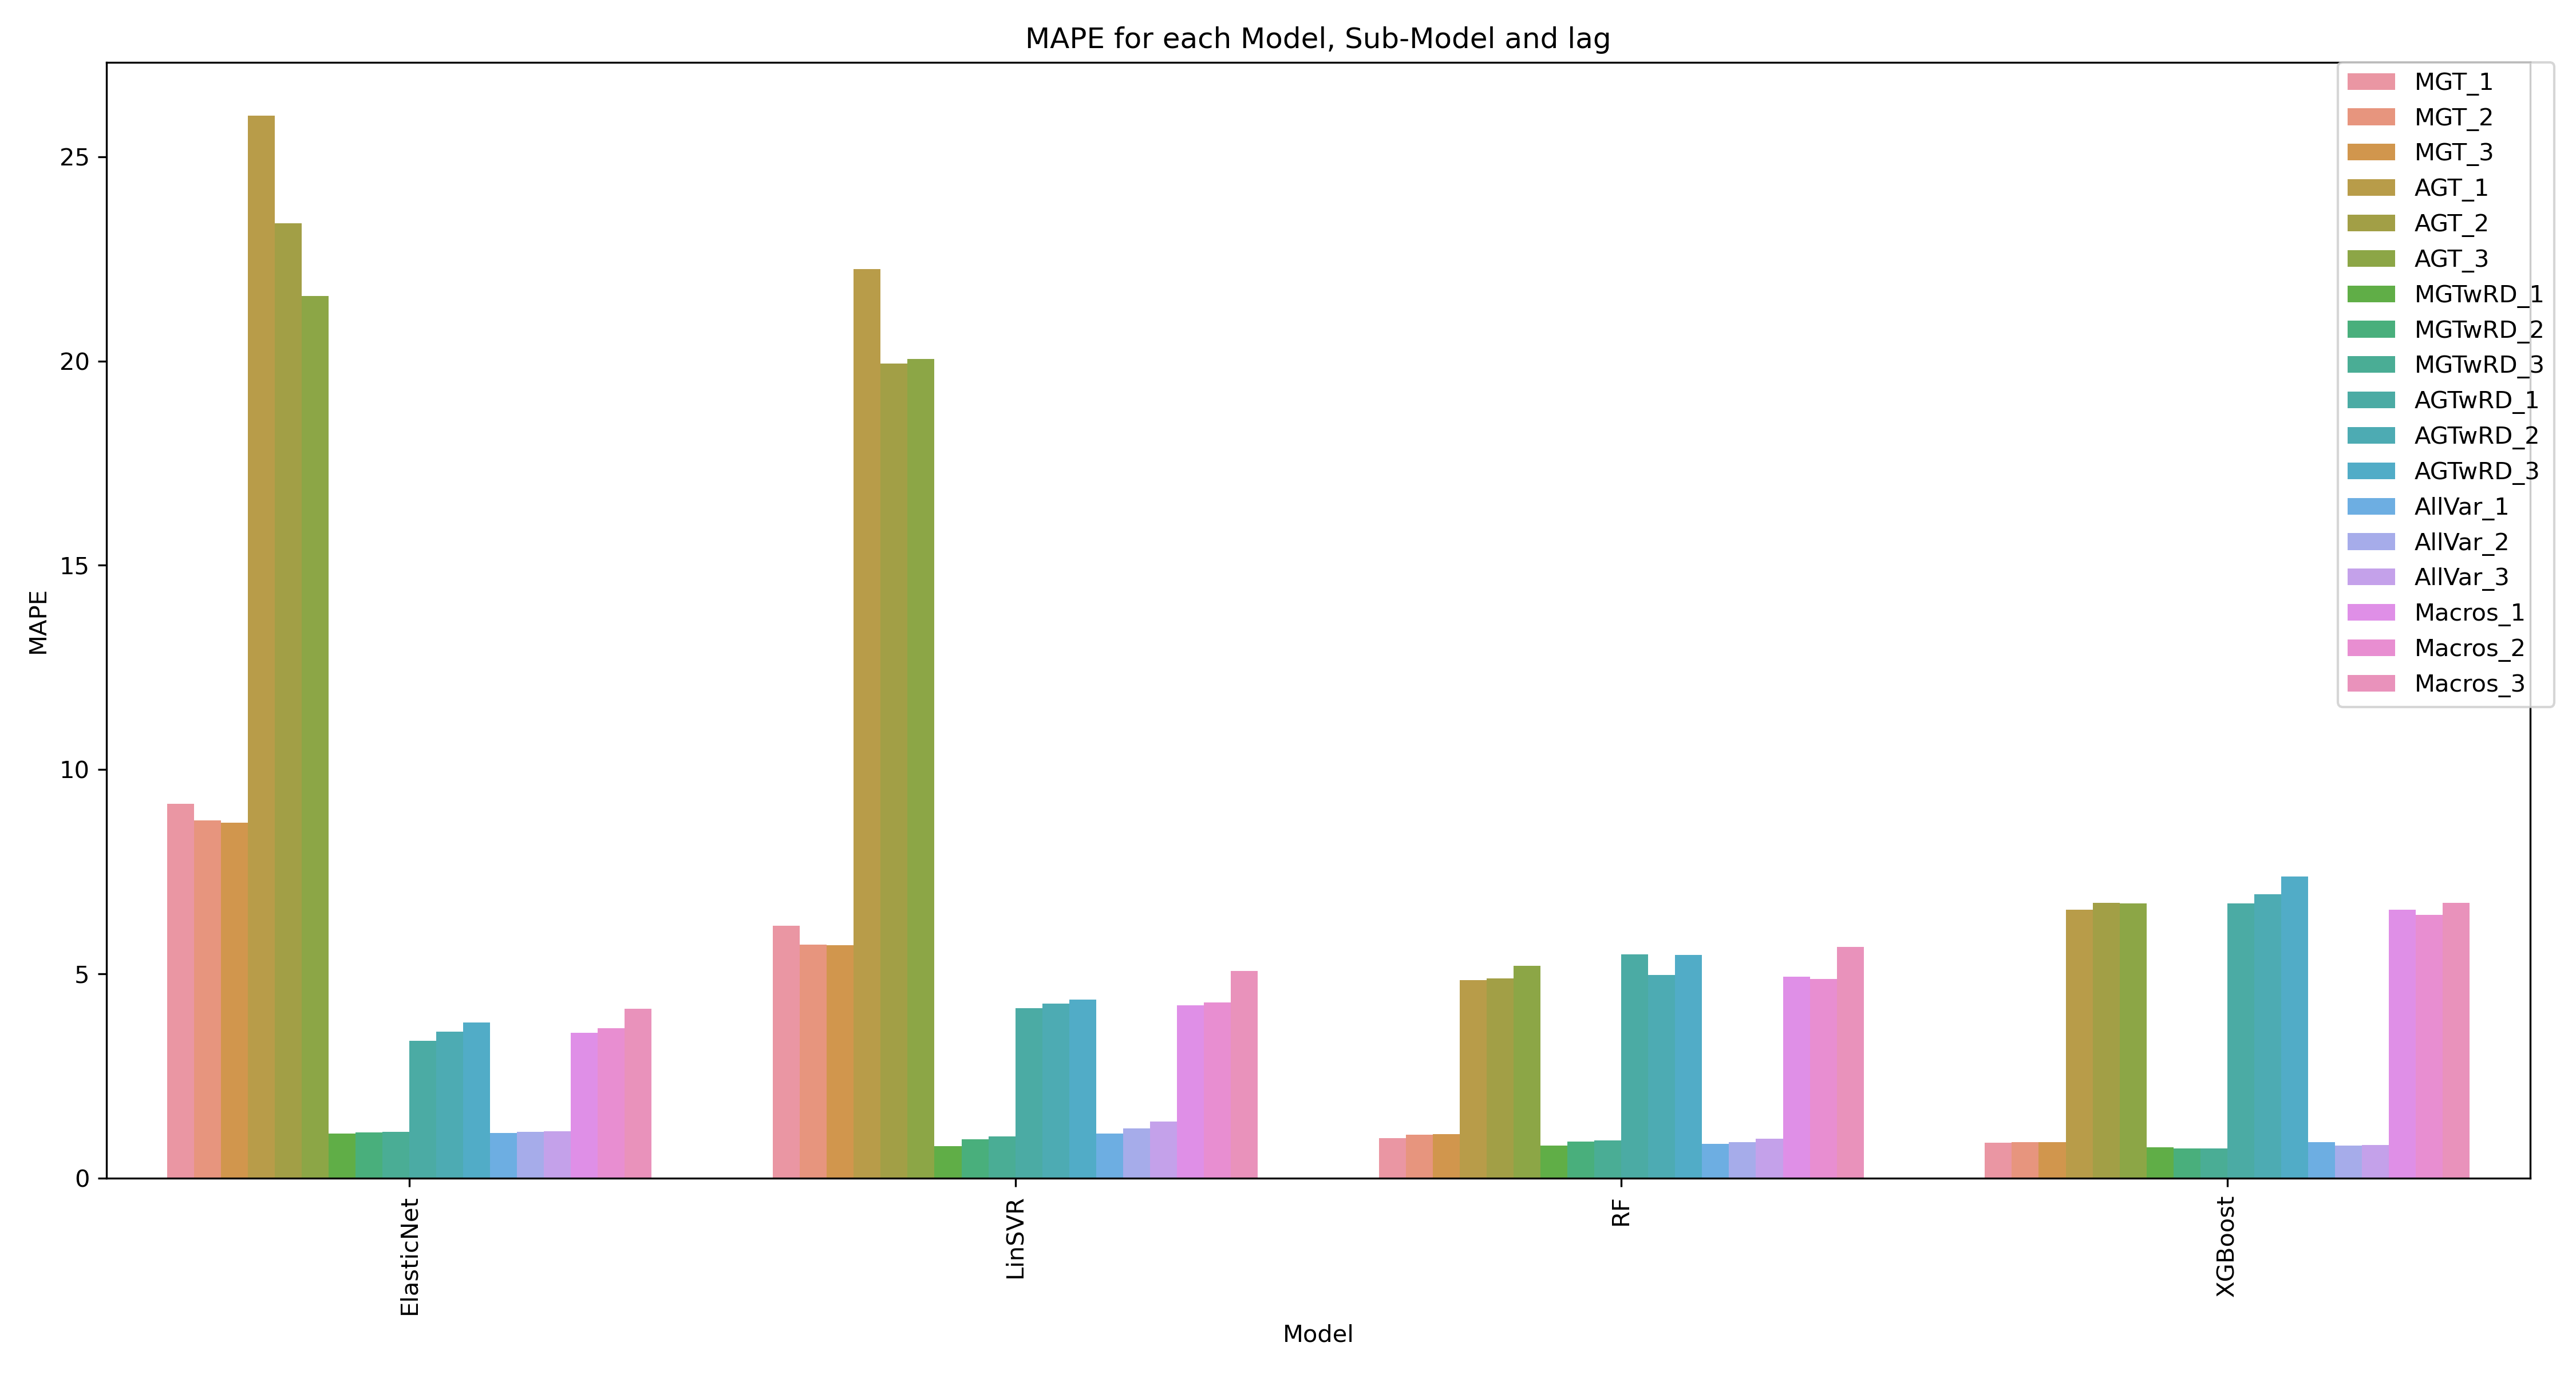 MAPE for each Model, Sub-Model and lag
MAPE
25
20
15
10
5
0
MGT_1
MGT_2
MGT_3
AGT_1
AGT_2
AGT_3
MGTwRD_1
MGTwRD_2
MGTwRD_3
AGTwRD_1
AGTwRD_2
AGTwRD_3
AllVar_1
AllVar_2
AllVar_3
Macros_1
Macros_2
Macros_3
ElasticNet
LinSVR
RF
XGBoost
Model